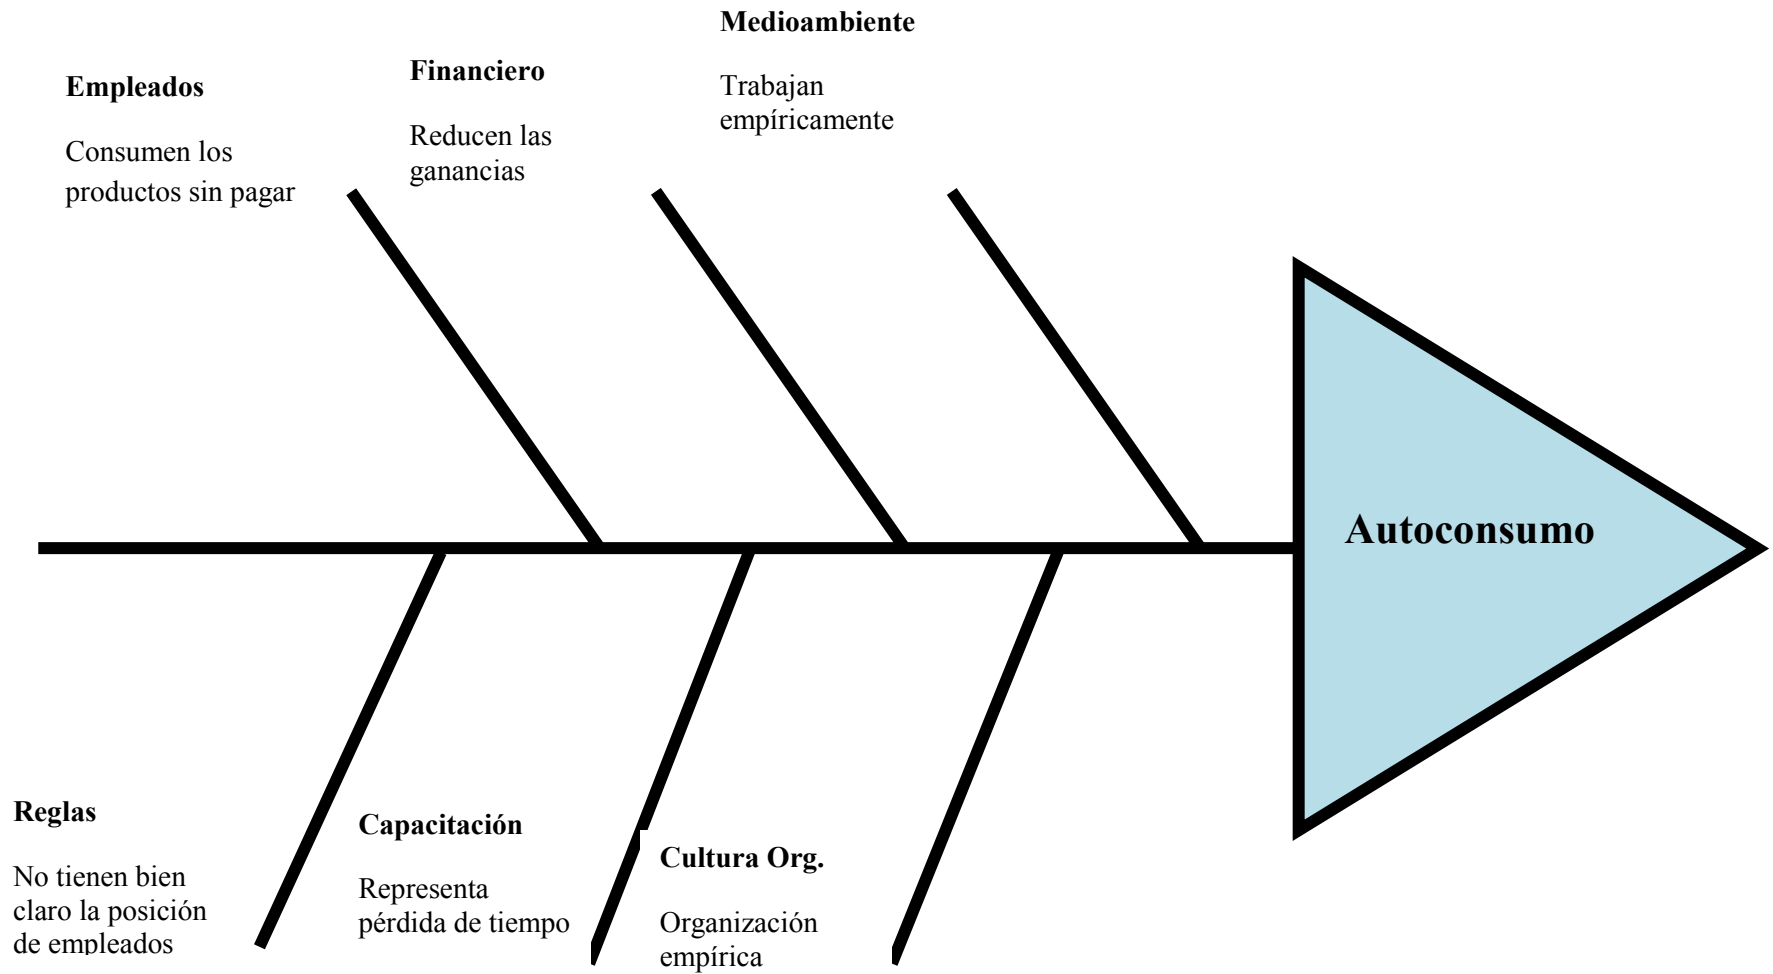 Medioambiente
Trabajan
empíricamente
Financiero
Reducen las
ganancias
Empleados
Consumen los
productos sin pagar
Autoconsumo
Reglas
No tienen bien
claro la posición
de empleados
Capacitación
Representa
pérdida de tiempo
Cultura Org.
Organización
empírica